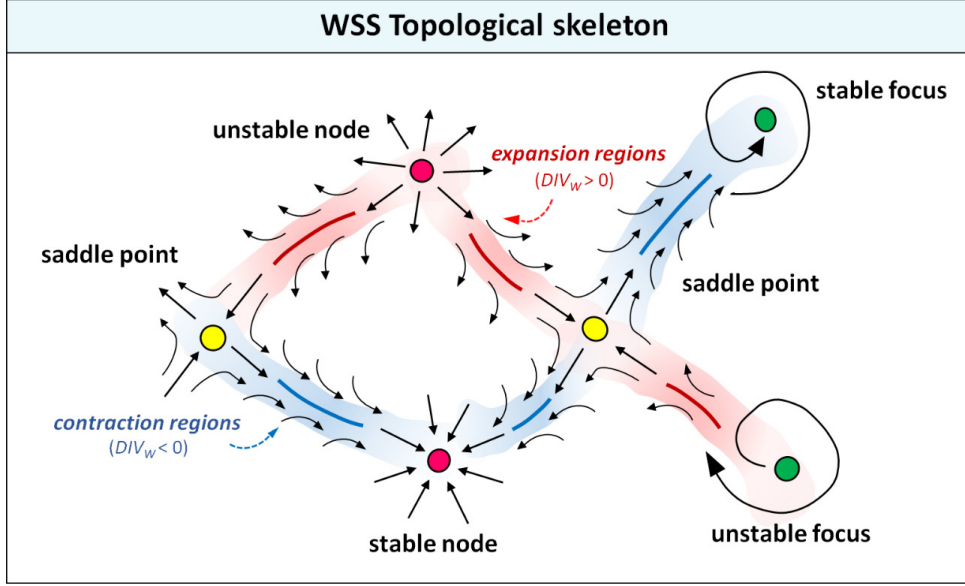 WSS Topological skeleton
stable focus
unstable node
expansion regions
(DIVW > 0)
saddle point
saddle point
contraction regions
(DIVW < 0)
stable node
unstable focus